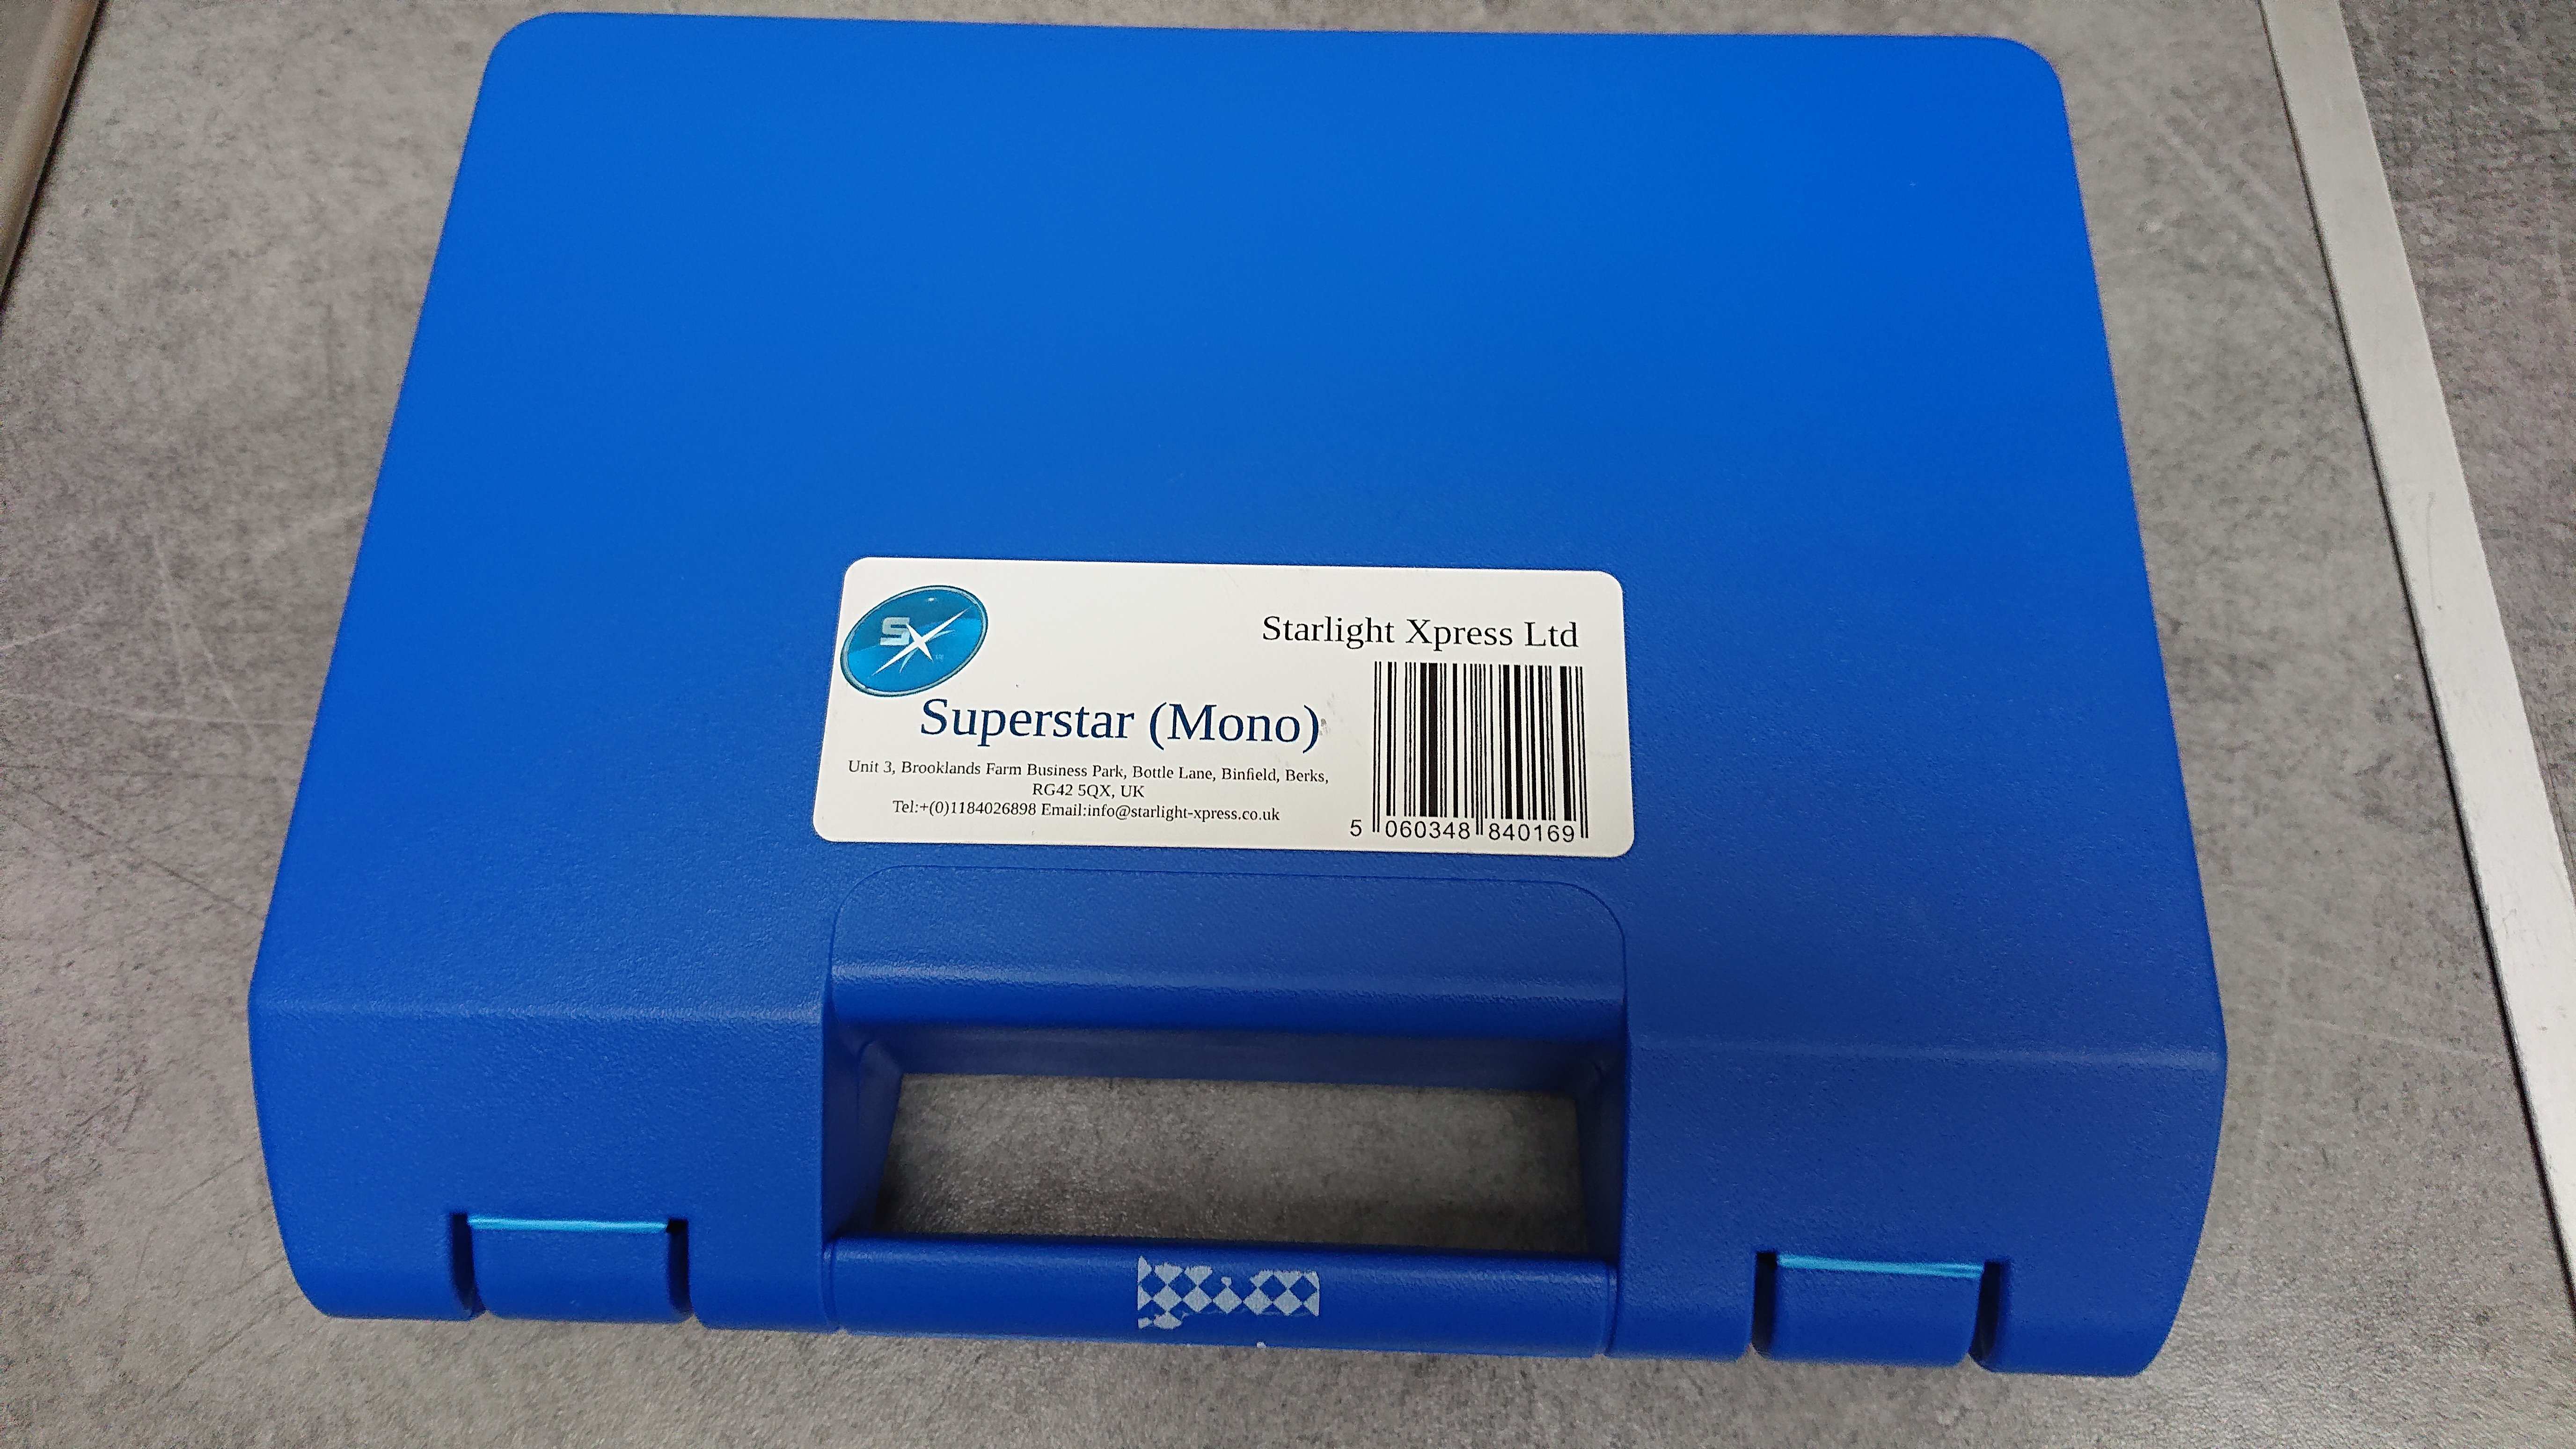 SX
Starlight Xpress Ltd
Superstar (Mono)
Unit 3, Brooklands Farm Business Park, Bottle Lane, Binfield, Berks,
RG42 5QX, UK
Tel:+(0)1184026898 Email:info@starlight-xpress.co.uk
5 060348 840169